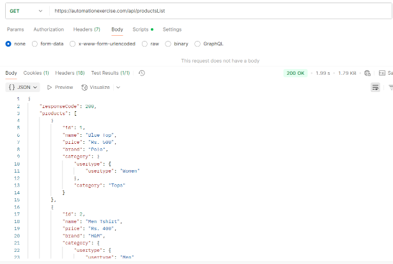 GET https://automationexercise.com/api/productsList
Params Authorization Headers (7) Body Scripts Settings
none form-data x-www-form-urlencoded raw binary GraphQL
This request does not have a body
Body Cookies (1) Headers (18) Test Results (1/1)
200 OK 1.99 s 1.79 KB
{} JSON Preview Visualize
1 {
2 "responseCode": 200,
3 "products": [
4 {
5 "id": 1,
6 "name": "Blue Top",
7 "price": "Rs. 500",
8 "brand": "Polo",
9 "category": {
10 "usertype": {
11 "usertype": "Women"
12 },
13 "category": "Tops"
14 }
15 },
16 {
17 "id": 2,
18 "name": "Men Tshirt",
19 "price": "Rs. 400",
20 "brand": "H&M",
21 "category": {
22 "usertype": {
23 "usertype": "Men"